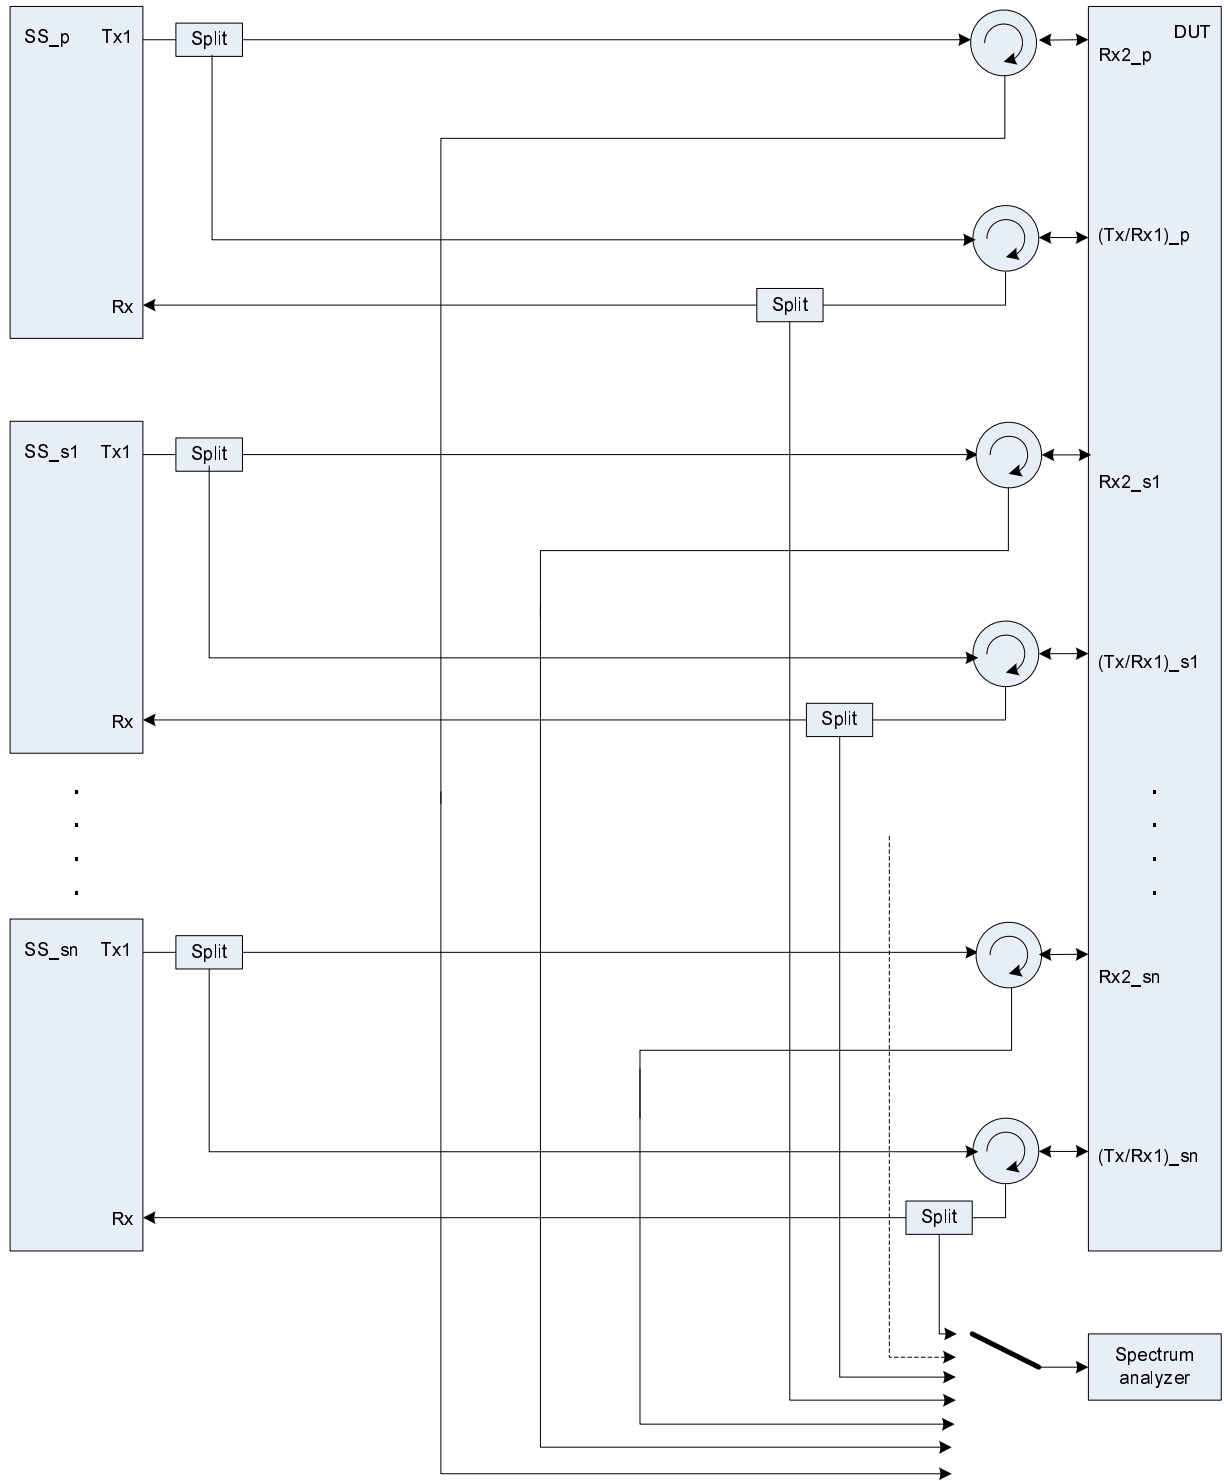 SS_p Tx1
Split
DUT
Rx2_p
(Tx/Rx1)_p
Rx
Split
SS_s1 Tx1
Split
Rx2_s1
(Tx/Rx1)_s1
Rx
Split
SS_sn Tx1
Split
Rx2_sn
(Tx/Rx1)_sn
Rx
Split
Spectrum
analyzer